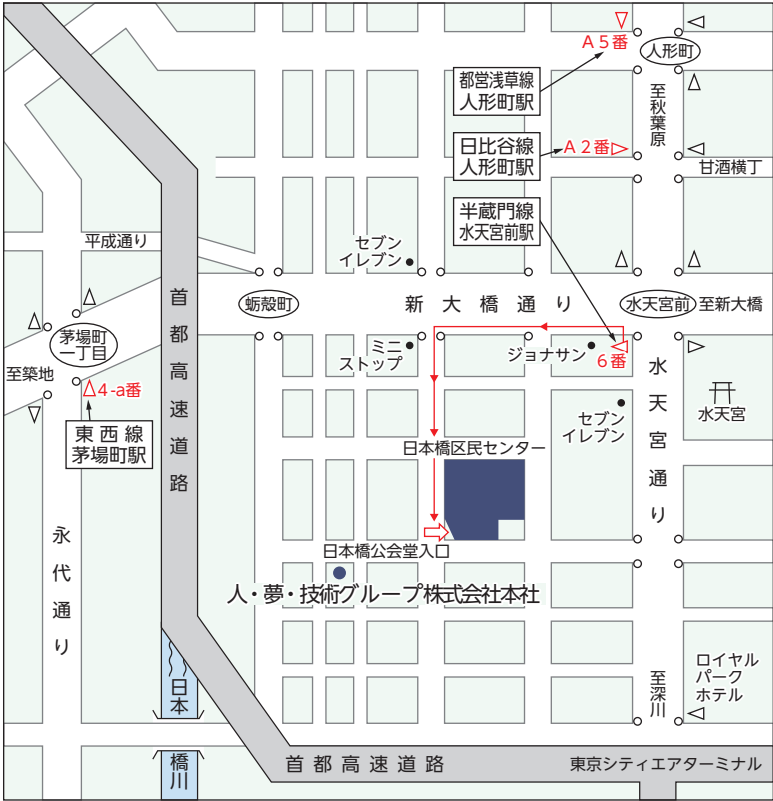 A5番
人形町
都営浅草線
人形町駅
至秋葉原
日比谷線
人形町駅
A2番
甘酒横丁
半蔵門線
水天宮前駅
平成通り
セブン
イレブン
蛎殻町
新大橋通り
水天宮前
至新大橋
首都高速道路
茅場町
一丁目
至築地
4-a番
東西線
茅場町駅
ミニ
ストップ
ジョナサン
6番
水天宮通り
水天宮
セブン
イレブン
日本橋区民センター
日本橋公会堂入口
人・夢・技術グループ株式会社本社
永代通り
日本
橋川
至深川
ロイヤル
パーク
ホテル
首都高速道路
東京シティエアターミナル